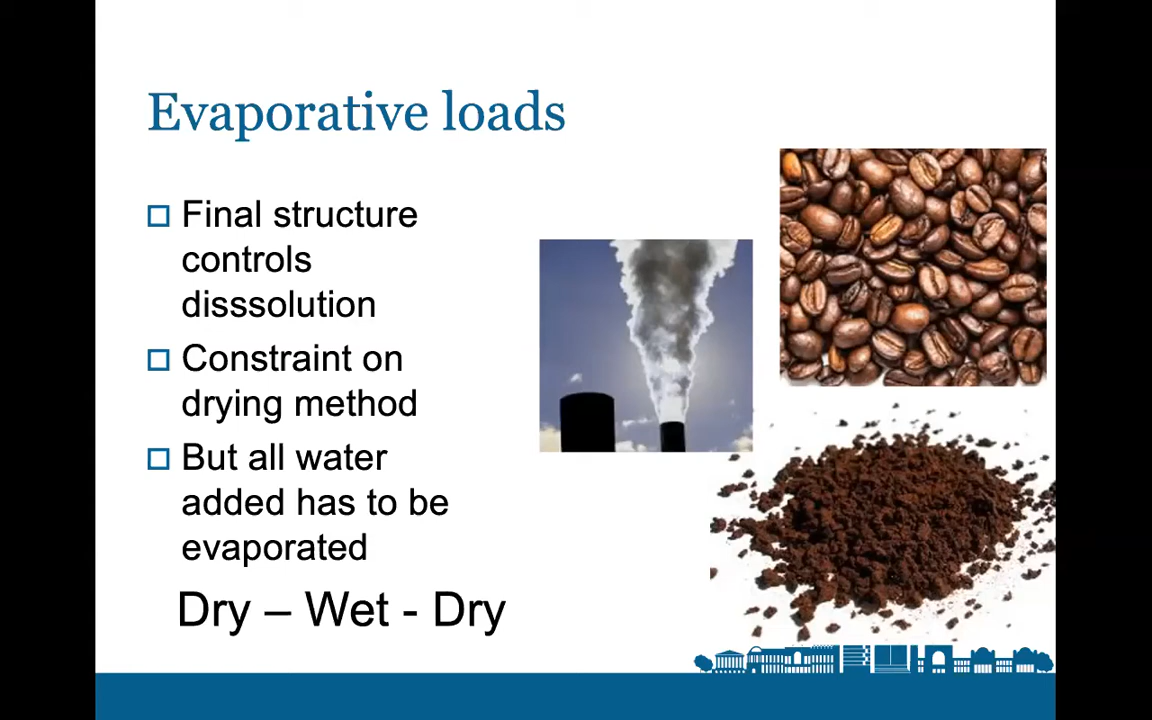 Evaporative loads
Final structure
controls
disssolution
Constraint on
drying method
But all water
added has to be
evaporated
Dry – Wet - Dry